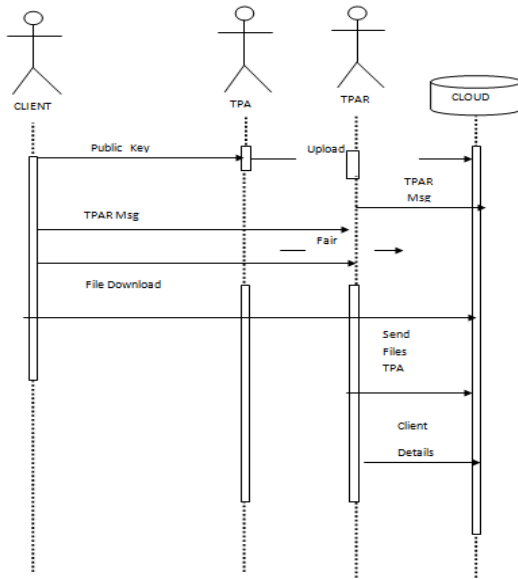 CLIENT
TPA
TPAR
CLOUD
Public Key
Upload
TPAR
Msg
TPAR Msg
Fair
File Download
Send
Files
TPA
Client
Details